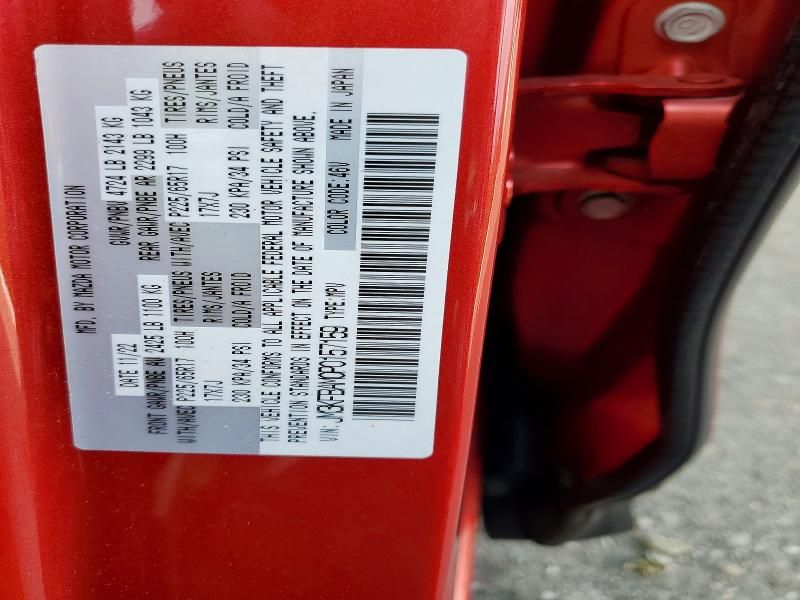 MFD. BY MAZDA MOTOR CORPORATION
DATE 11/22 GVWR/PNBV 4724 LB 2143 KG
FRONT GAWR/PNBE AV 2425 LB 1100 KG REAR GAWR/PNBE AR 2299 LB 1043 KG
WITH/AVEC TIRES/PNEUS WITH/AVEC TIRES/PNEUS
P225/65R17 100H P225/65R17 100H
RIMS/JANTES RIMS/JANTES
17X7J 17X7J
COLD/A FROID COLD/A FROID
230 KPA/34 PSI 230 KPA/34 PSI
THIS VEHICLE CONFORMS TO ALL APPLICABLE FEDERAL MOTOR VEHICLE SAFETY AND THEFT
PREVENTION STANDARDS IN EFFECT ON THE DATE OF MANUFACTURE SHOWN ABOVE.
VIN: JM3KFBAY0P0157159 TYPE:MPV COLOR CODE:46V MADE IN JAPAN